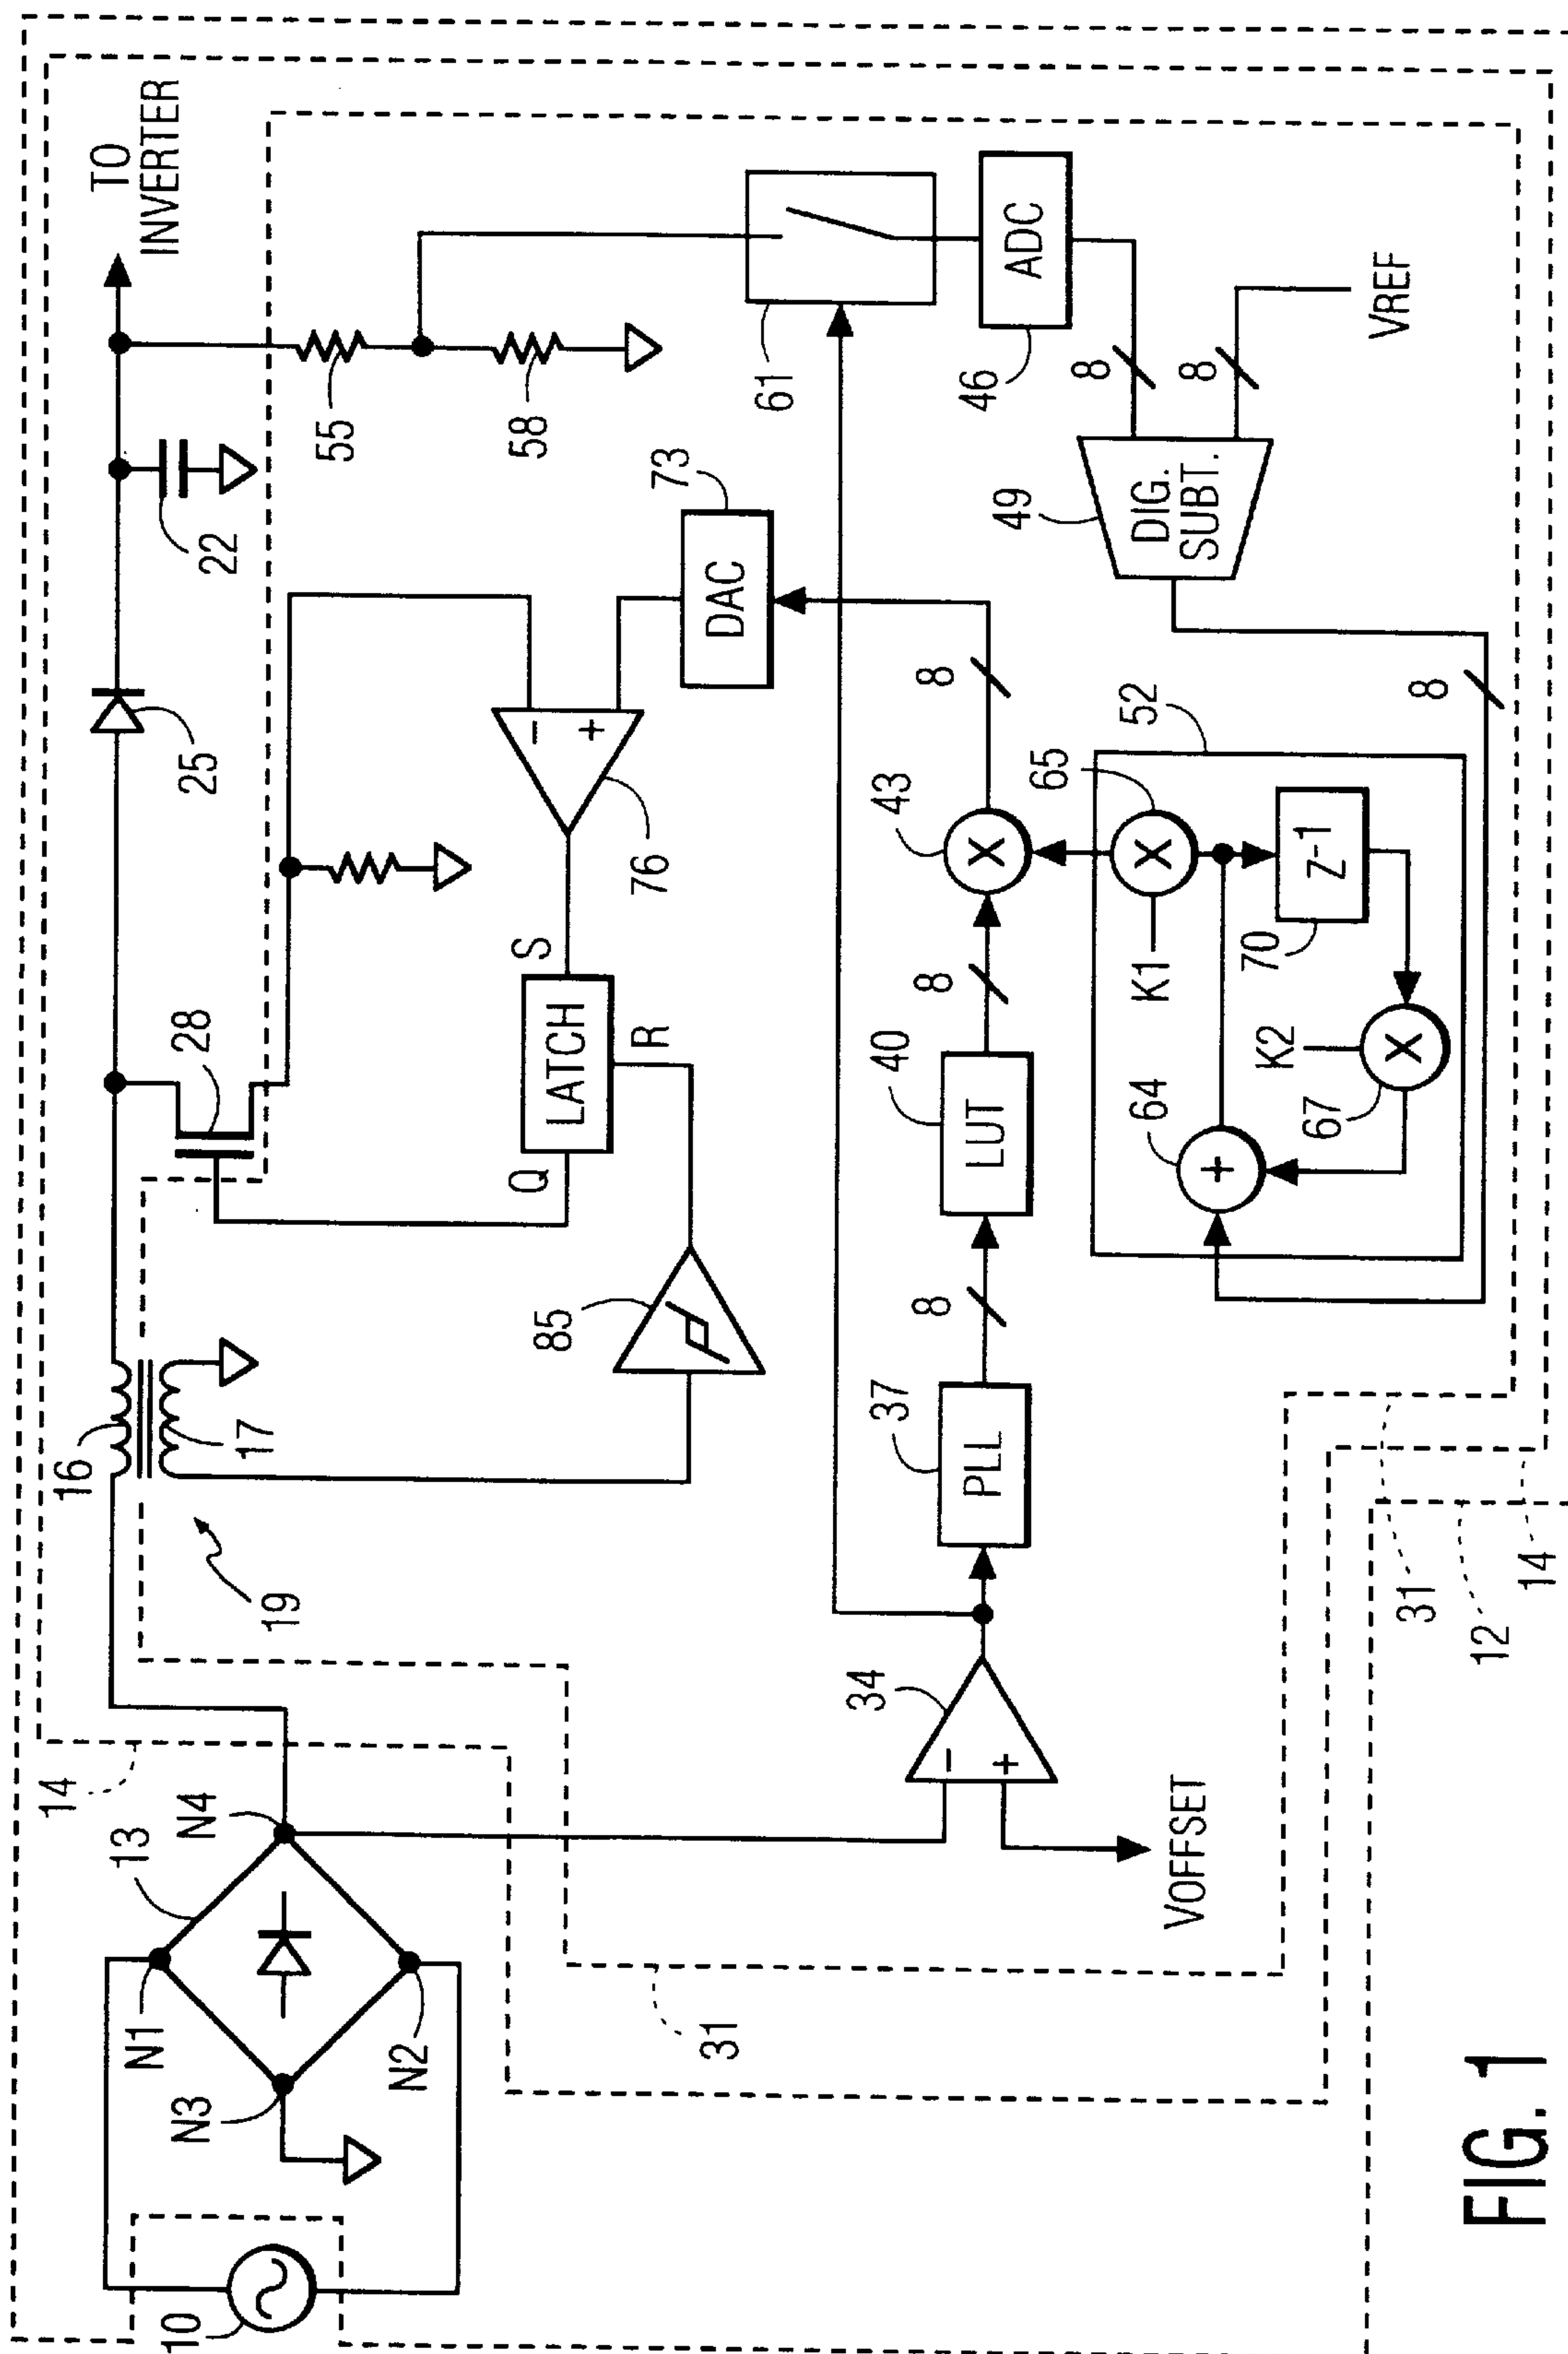 TO
INVERTER
10
N1
N3
N2
13
N4
14
16
17
19
28
25
22
55
58
61
ADC
46
8
8
VREF
49
DIG.
SUBT.
8
73
DAC
-
+
76
S
LATCH
Q
R
85
34
-
+
VOFFSET
37
PLL
8
40
LUT
8
43
X
8
52
65
X
K1
Z-1
70
K2
X
67
64
+
31
31
14
12
FIG. 1